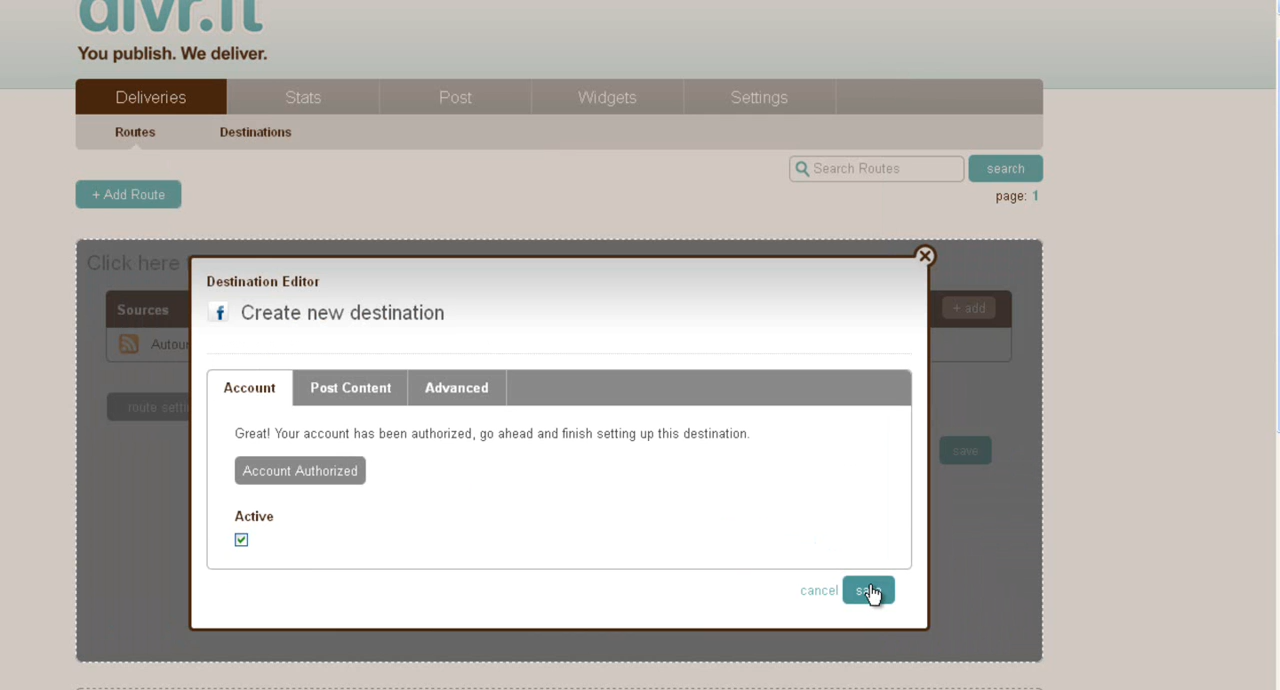 dlvr.it
You publish. We deliver.
Deliveries Stats Post Widgets Settings
Routes Destinations
Search Routes search
+ Add Route page: 1
Click here
Destination Editor
f Create new destination
Sources + add
Account Post Content Advanced
route
Great! Your account has been authorized, go ahead and finish setting up this destination.
save
Account Authorized
Active
cancel